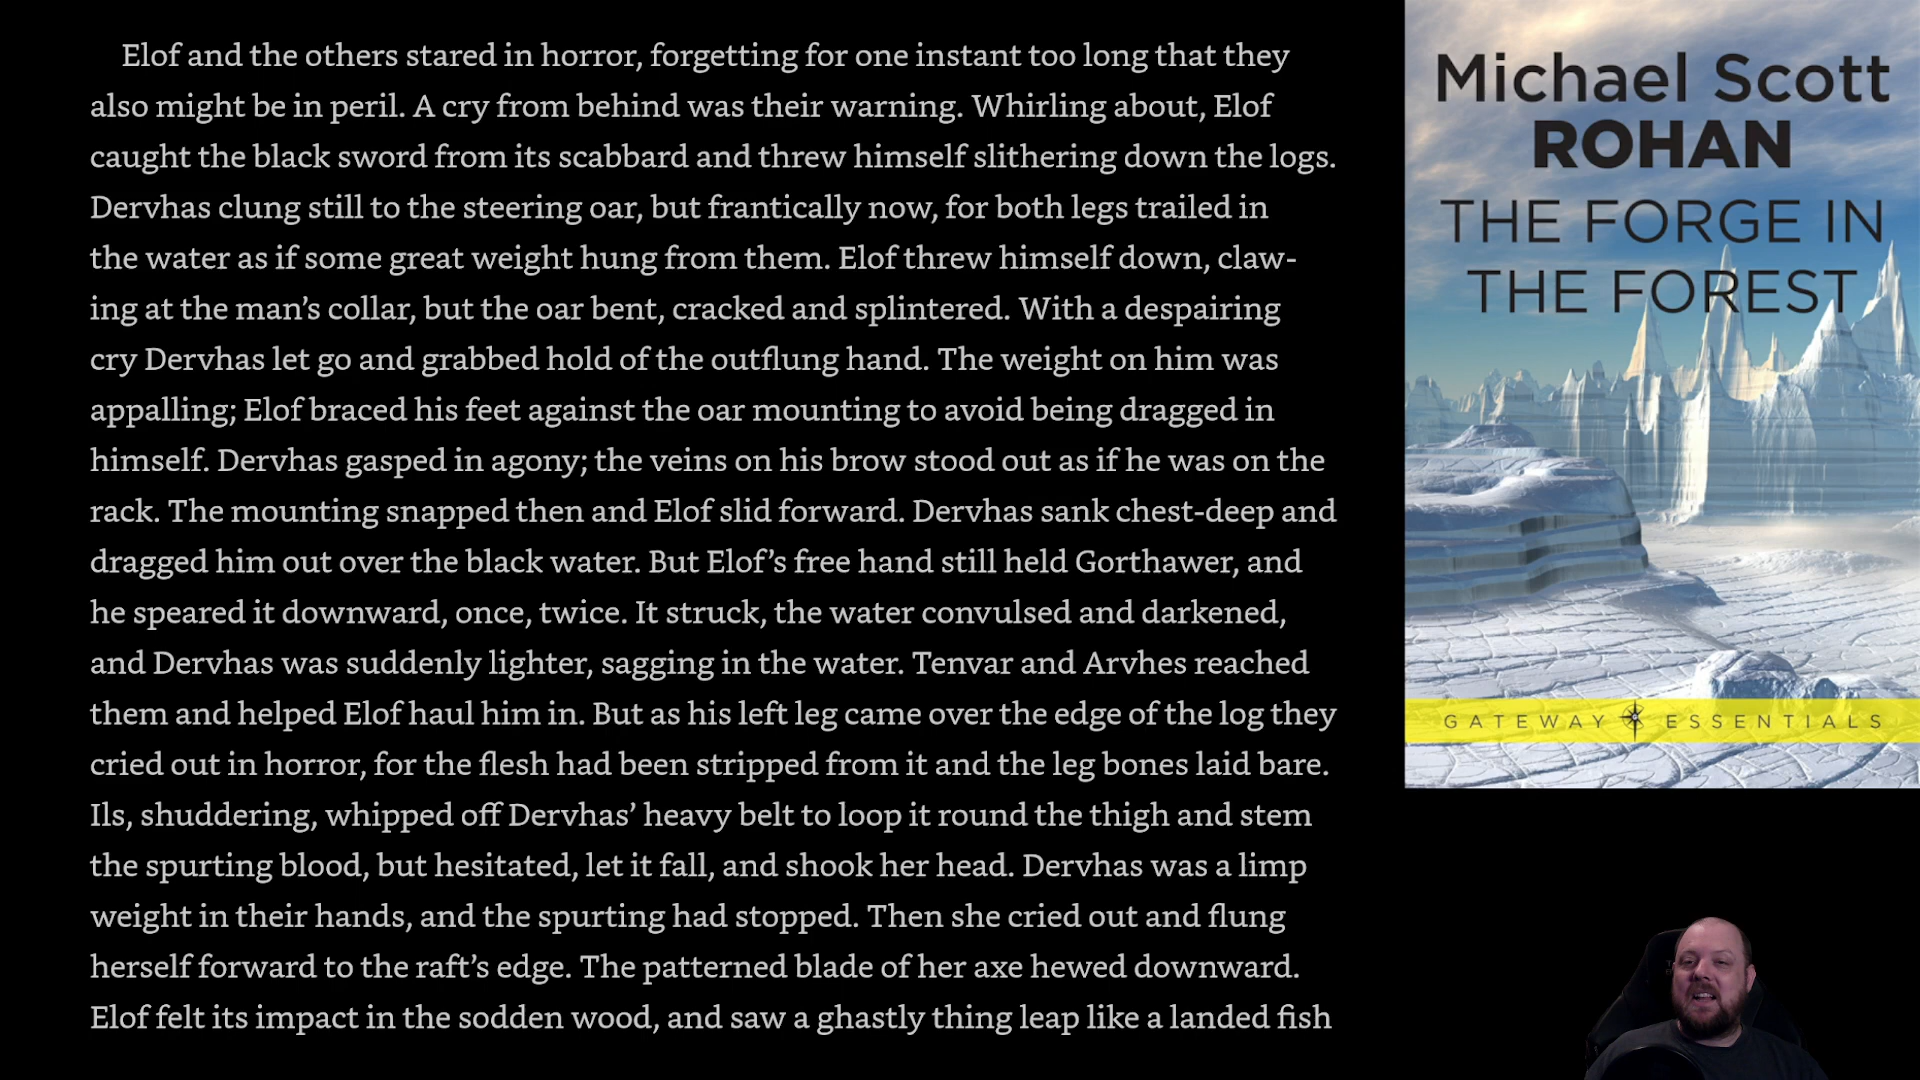 Elof and the others stared in horror, forgetting for one instant too long that they
also might be in peril. A cry from behind was their warning. Whirling about, Elof
caught the black sword from its scabbard and threw himself slithering down the logs.
Dervhas clung still to the steering oar, but frantically now, for both legs trailed in
the water as if some great weight hung from them. Elof threw himself down, claw-
ing at the man’s collar, but the oar bent, cracked and splintered. With a despairing
cry Dervhas let go and grabbed hold of the outflung hand. The weight on him was
appalling; Elof braced his feet against the oar mounting to avoid being dragged in
himself. Dervhas gasped in agony; the veins on his brow stood out as if he was on the
rack. The mounting snapped then and Elof slid forward. Dervhas sank chest-deep and
dragged him out over the black water. But Elof’s free hand still held Gorthawer, and
he speared it downward, once, twice. It struck, the water convulsed and darkened,
and Dervhas was suddenly lighter, sagging in the water. Tenvar and Arvhes reached
them and helped Elof haul him in. But as his left leg came over the edge of the log they
cried out in horror, for the flesh had been stripped from it and the leg bones laid bare.
Ils, shuddering, whipped off Dervhas’ heavy belt to loop it round the thigh and stem
the spurting blood, but hesitated, let it fall, and shook her head. Dervhas was a limp
weight in their hands, and the spurting had stopped. Then she cried out and flung
herself forward to the raft’s edge. The patterned blade of her axe hewed downward.
Elof felt its impact in the sodden wood, and saw a ghastly thing leap like a landed fish
Michael Scott
ROHAN
THE FORGE IN
THE FOREST
GATEWAY ESSENTIALS